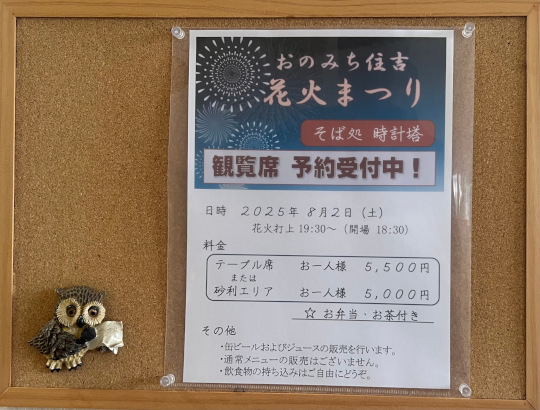 おのみち住吉
花火まつり
そば処 時計塔
観覧席 予約受付中！
日時 2025年 8月2日（土）
花火打上 19:30～（開場 18:30）
料金
テーブル席 お一人様 5,500円
または
砂利エリア お一人様 5,000円
☆ お弁当・お茶付き
その他
・缶ビールおよびジュースの販売を行います。
・通常メニューの販売はございません。
・飲食物の持ち込みはご自由にどうぞ。